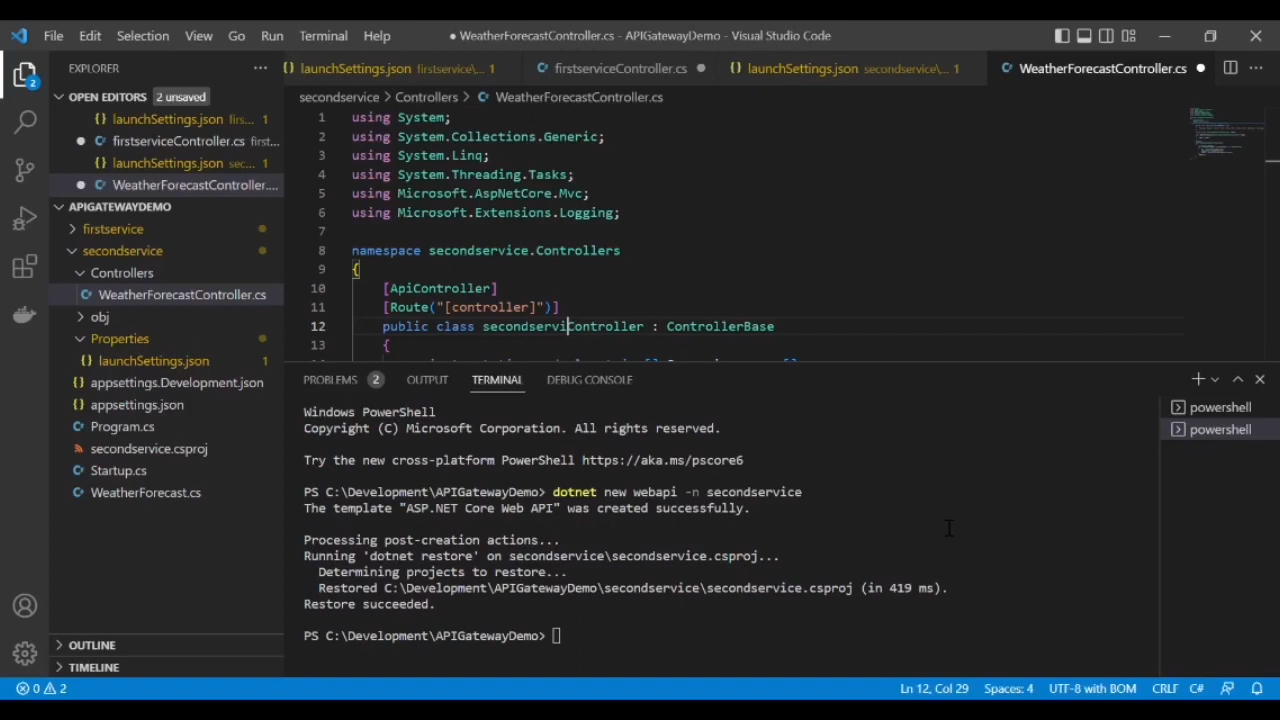 File Edit Selection View Go Run Terminal Help ● WeatherForecastController.cs - APIGatewayDemo - Visual Studio Code
EXPLORER ...
2
OPEN EDITORS 2 unsaved
{} launchSettings.json firs... 1
● firstserviceController.cs first...
{} launchSettings.json sec... 1
● WeatherForecastController....
APIGATEWAYDEMO
firstservice
secondservice
Controllers
WeatherForecastController.cs
obj
Properties
{} launchSettings.json 1
{} appsettings.Development.json
{} appsettings.json
Program.cs
secondservice.csproj
Startup.cs
WeatherForecast.cs
OUTLINE
TIMELINE
{} launchSettings.json firstservice\... 1 firstserviceController.cs ● {} launchSettings.json secondservice\... 1 WeatherForecastController.cs ● ...
secondservice > Controllers > WeatherForecastController.cs
1 using System;
2 using System.Collections.Generic;
3 using System.Linq;
4 using System.Threading.Tasks;
5 using Microsoft.AspNetCore.Mvc;
6 using Microsoft.Extensions.Logging;
7
8 namespace secondservice.Controllers
9 {
10 [ApiController]
11 [Route("[controller]")]
12 public class secondserviController : ControllerBase
13 {
PROBLEMS 2 OUTPUT TERMINAL DEBUG CONSOLE
powershell
powershell
Windows PowerShell
Copyright (C) Microsoft Corporation. All rights reserved.
Try the new cross-platform PowerShell https://aka.ms/pscore6
PS C:\Development\APIGatewayDemo> dotnet new webapi -n secondservice
The template "ASP.NET Core Web API" was created successfully.
Processing post-creation actions...
Running 'dotnet restore' on secondservice\secondservice.csproj...
Determining projects to restore...
Restored C:\Development\APIGatewayDemo\secondservice\secondservice.csproj (in 419 ms).
Restore succeeded.
PS C:\Development\APIGatewayDemo>
0 2 Ln 12, Col 29 Spaces: 4 UTF-8 with BOM CRLF C#